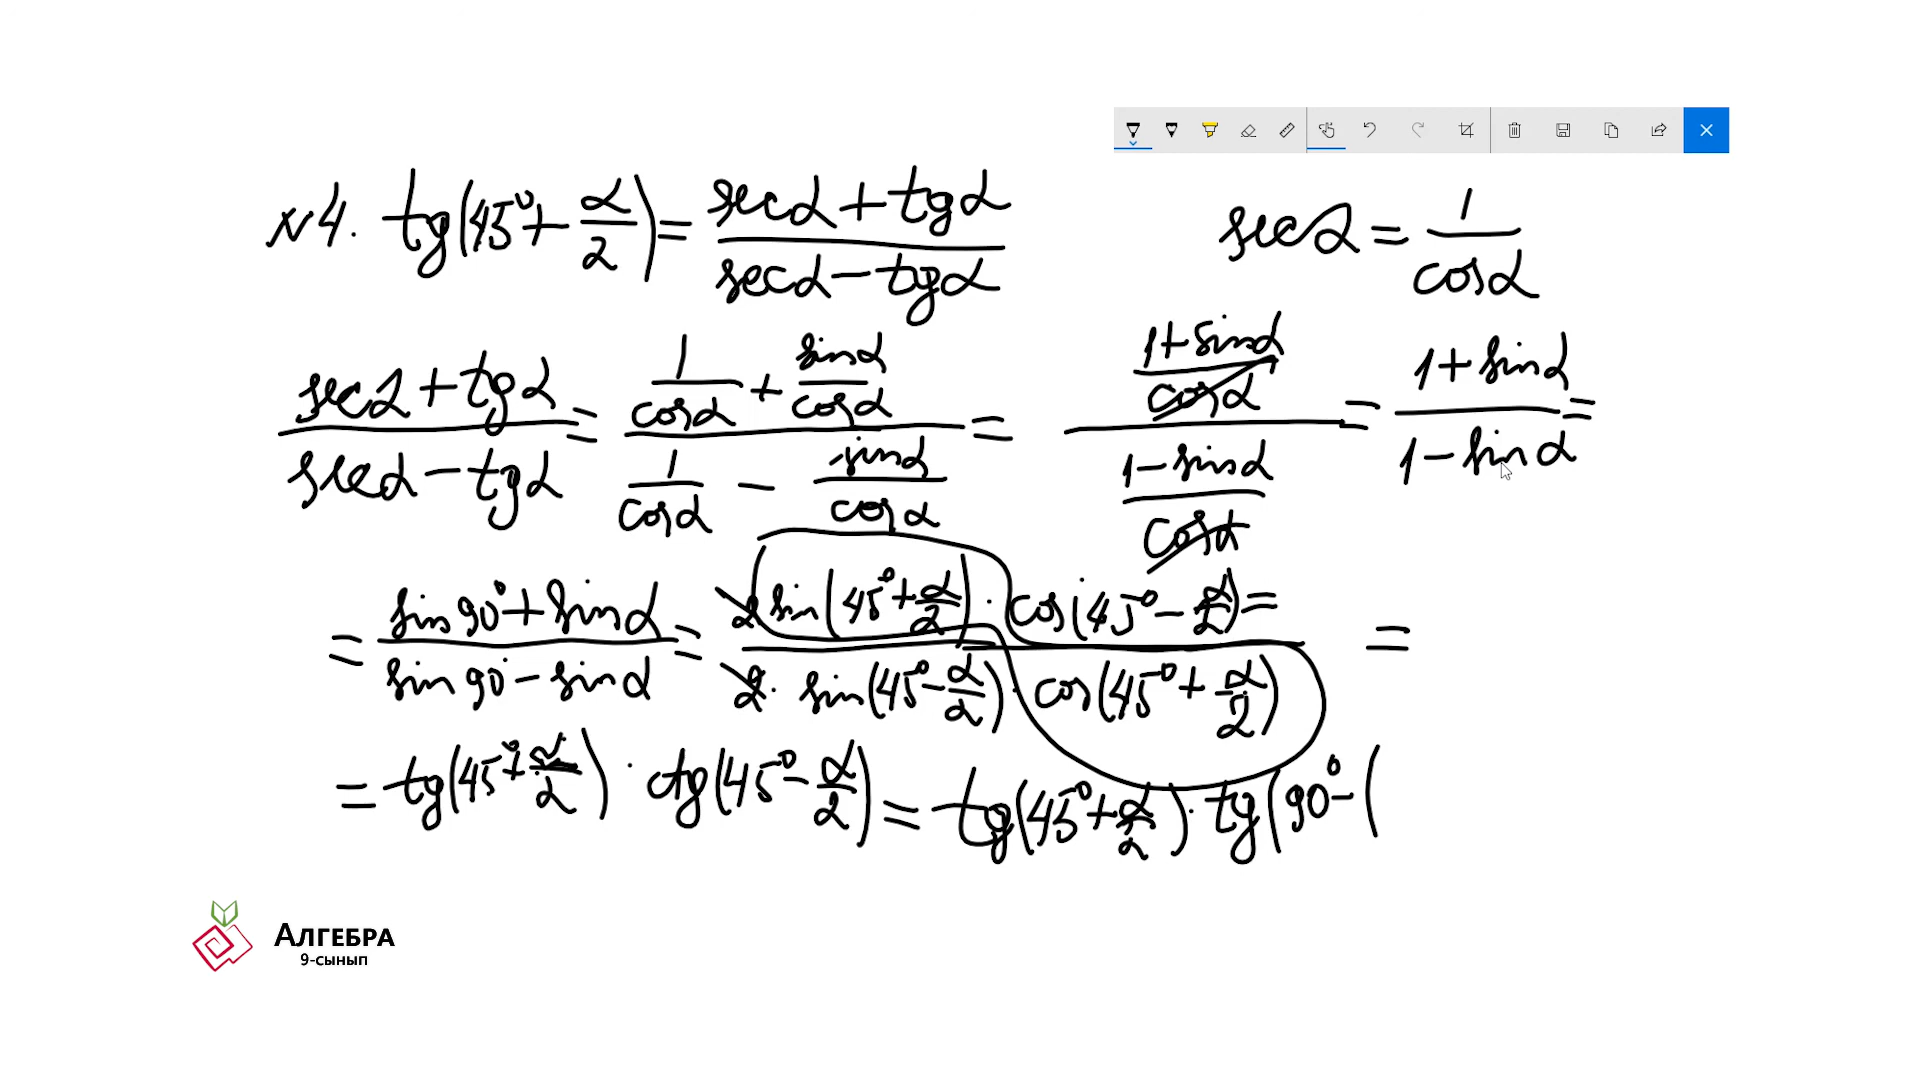 №4. tg(45°+α/2)=(secα+tgα)/(secα−tgα)
secα=1/cosα
(secα+tgα)/(secα−tgα)=(1/cosα+sinα/cosα)/(1/cosα−sinα/cosα)=((1+sinα)/cosα)/((1−sinα)/cosα)=(1+sinα)/(1−sinα)=
=(sin90°+sinα)/(sin90°−sinα)=(2sin(45°+α/2)·cos(45°−α/2)=)/(2·sin(45°−α/2)·cos(45°+α/2))=
=tg(45°+α/2)·ctg(45°−α/2)=tg(45°+α/2)·tg(90°−(
АЛГЕБРА
9-сынып